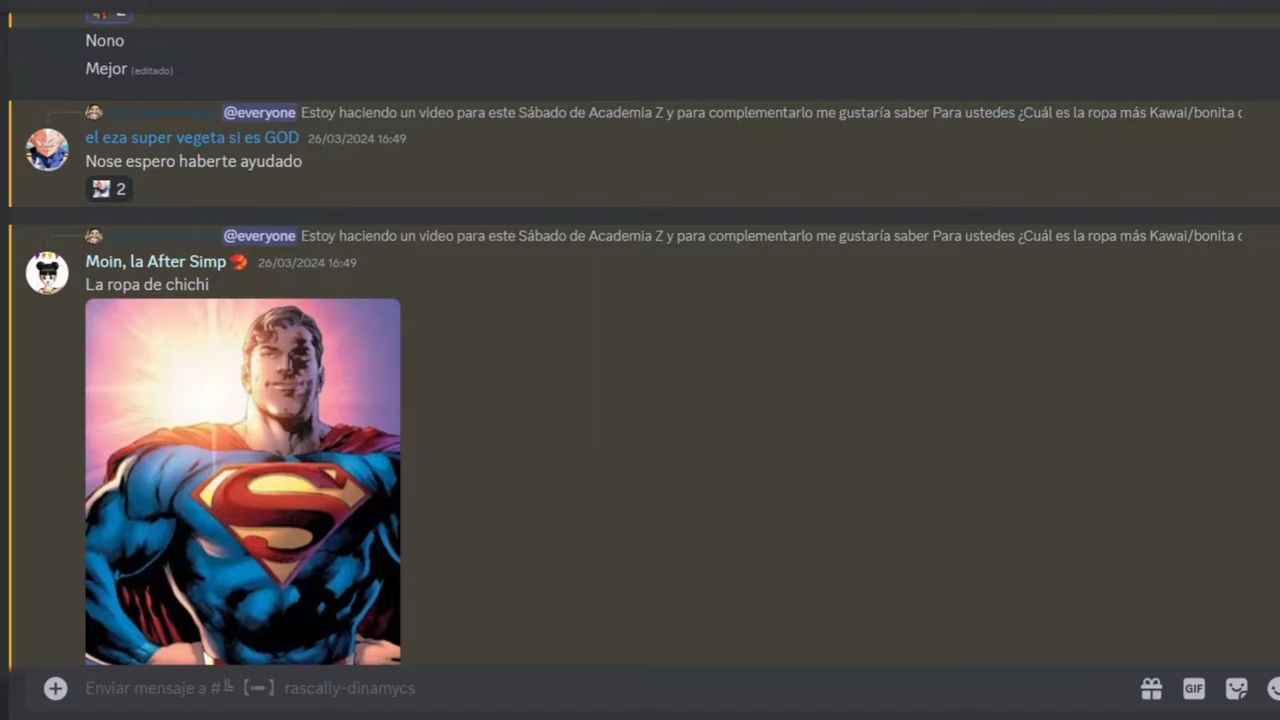 2
Nono
Mejor (editado)
@everyone Estoy haciendo un video para este Sábado de Academia Z y para complementarlo me gustaría saber Para ustedes ¿Cuál es la ropa más Kawai/bonita
el eza super vegeta si es GOD 26/03/2024 16:49
Nose espero haberte ayudado
2
@everyone Estoy haciendo un video para este Sábado de Academia Z y para complementarlo me gustaría saber Para ustedes ¿Cuál es la ropa más Kawai/bonita
Moin, la After Simp 26/03/2024 16:49
La ropa de chichi
S
Enviar mensaje a #╚【━】rascally-dinamycs
GIF